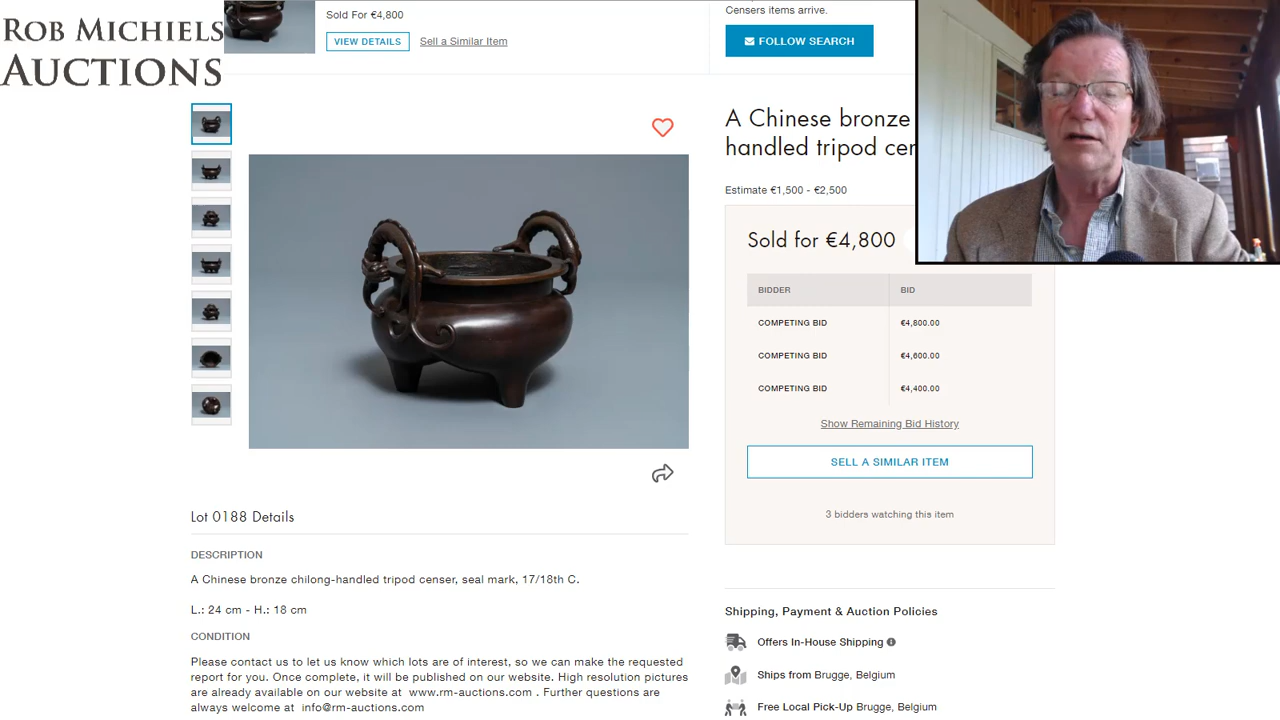 ROB MICHIELS
AUCTIONS
Sold For €4,800
VIEW DETAILS
Sell a Similar Item
Censers items arrive.
FOLLOW SEARCH
A Chinese bronze
handled tripod cen
Estimate €1,500 - €2,500
Sold for €4,800
BIDDER BID
COMPETING BID €4,800.00
COMPETING BID €4,600.00
COMPETING BID €4,400.00
Show Remaining Bid History
SELL A SIMILAR ITEM
3 bidders watching this item
Lot 0188 Details
DESCRIPTION
A Chinese bronze chilong-handled tripod censer, seal mark, 17/18th C.
L.: 24 cm - H.: 18 cm
CONDITION
Please contact us to let us know which lots are of interest, so we can make the requested
report for you. Once complete, it will be published on our website. High resolution pictures
are already available on our website at www.rm-auctions.com . Further questions are
always welcome at info@rm-auctions.com
Shipping, Payment & Auction Policies
Offers In-House Shipping
Ships from Brugge, Belgium
Free Local Pick-Up Brugge, Belgium